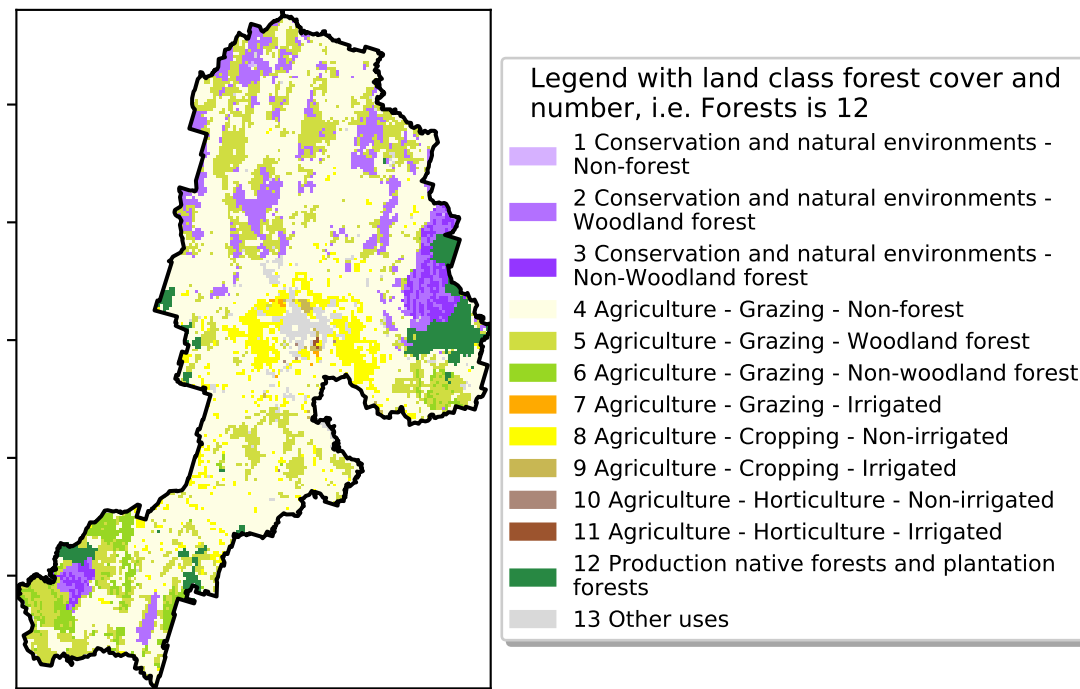 Legend with land class forest cover and
number, i.e. Forests is 12
1 Conservation and natural environments -
Non-forest
2 Conservation and natural environments -
Woodland forest
3 Conservation and natural environments -
Non-Woodland forest
4 Agriculture - Grazing - Non-forest
5 Agriculture - Grazing - Woodland forest
6 Agriculture - Grazing - Non-woodland forest
7 Agriculture - Grazing - Irrigated
8 Agriculture - Cropping - Non-irrigated
9 Agriculture - Cropping - Irrigated
10 Agriculture - Horticulture - Non-irrigated
11 Agriculture - Horticulture - Irrigated
12 Production native forests and plantation
forests
13 Other uses